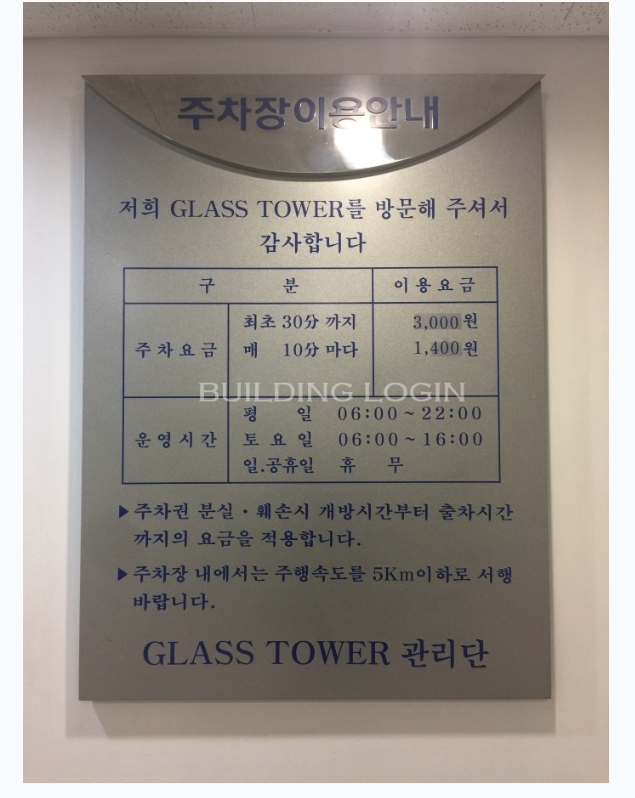 주차장이용안내
저희 GLASS TOWER를 방문해 주셔서
감사합니다
구 분 이용요금
최초 30分 까지 3,000원
주차요금 매 10分 마다 1,400원
BUILDING LOGIN
평 일 06:00~22:00
운영시간 토요일 06:00~16:00
일.공휴일 휴 무
▶주차권 분실·훼손시 개방시간부터 출차시간
까지의 요금을 적용합니다.
▶주차장 내에서는 주행속도를 5Km이하로 서행
바랍니다.
GLASS TOWER 관리단